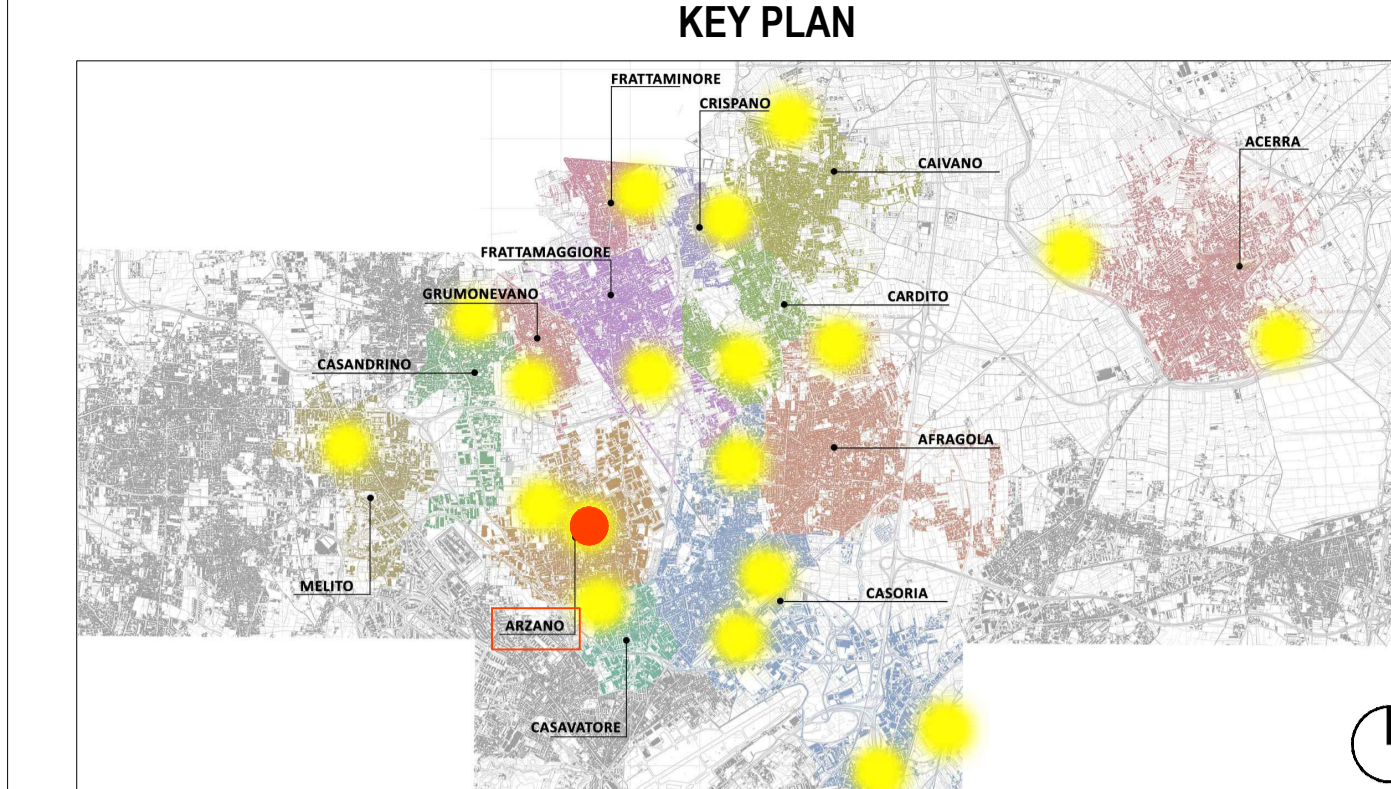 KEY PLAN
FRATTAMINORE
CRISPANO
ACERRA
CAIVANO
FRATTAMAGGIORE
GRUMONEVANO
CARDITO
CASANDRINO
AFRAGOLA
MELITO
CASORIA
ARZANO
CASAVATORE